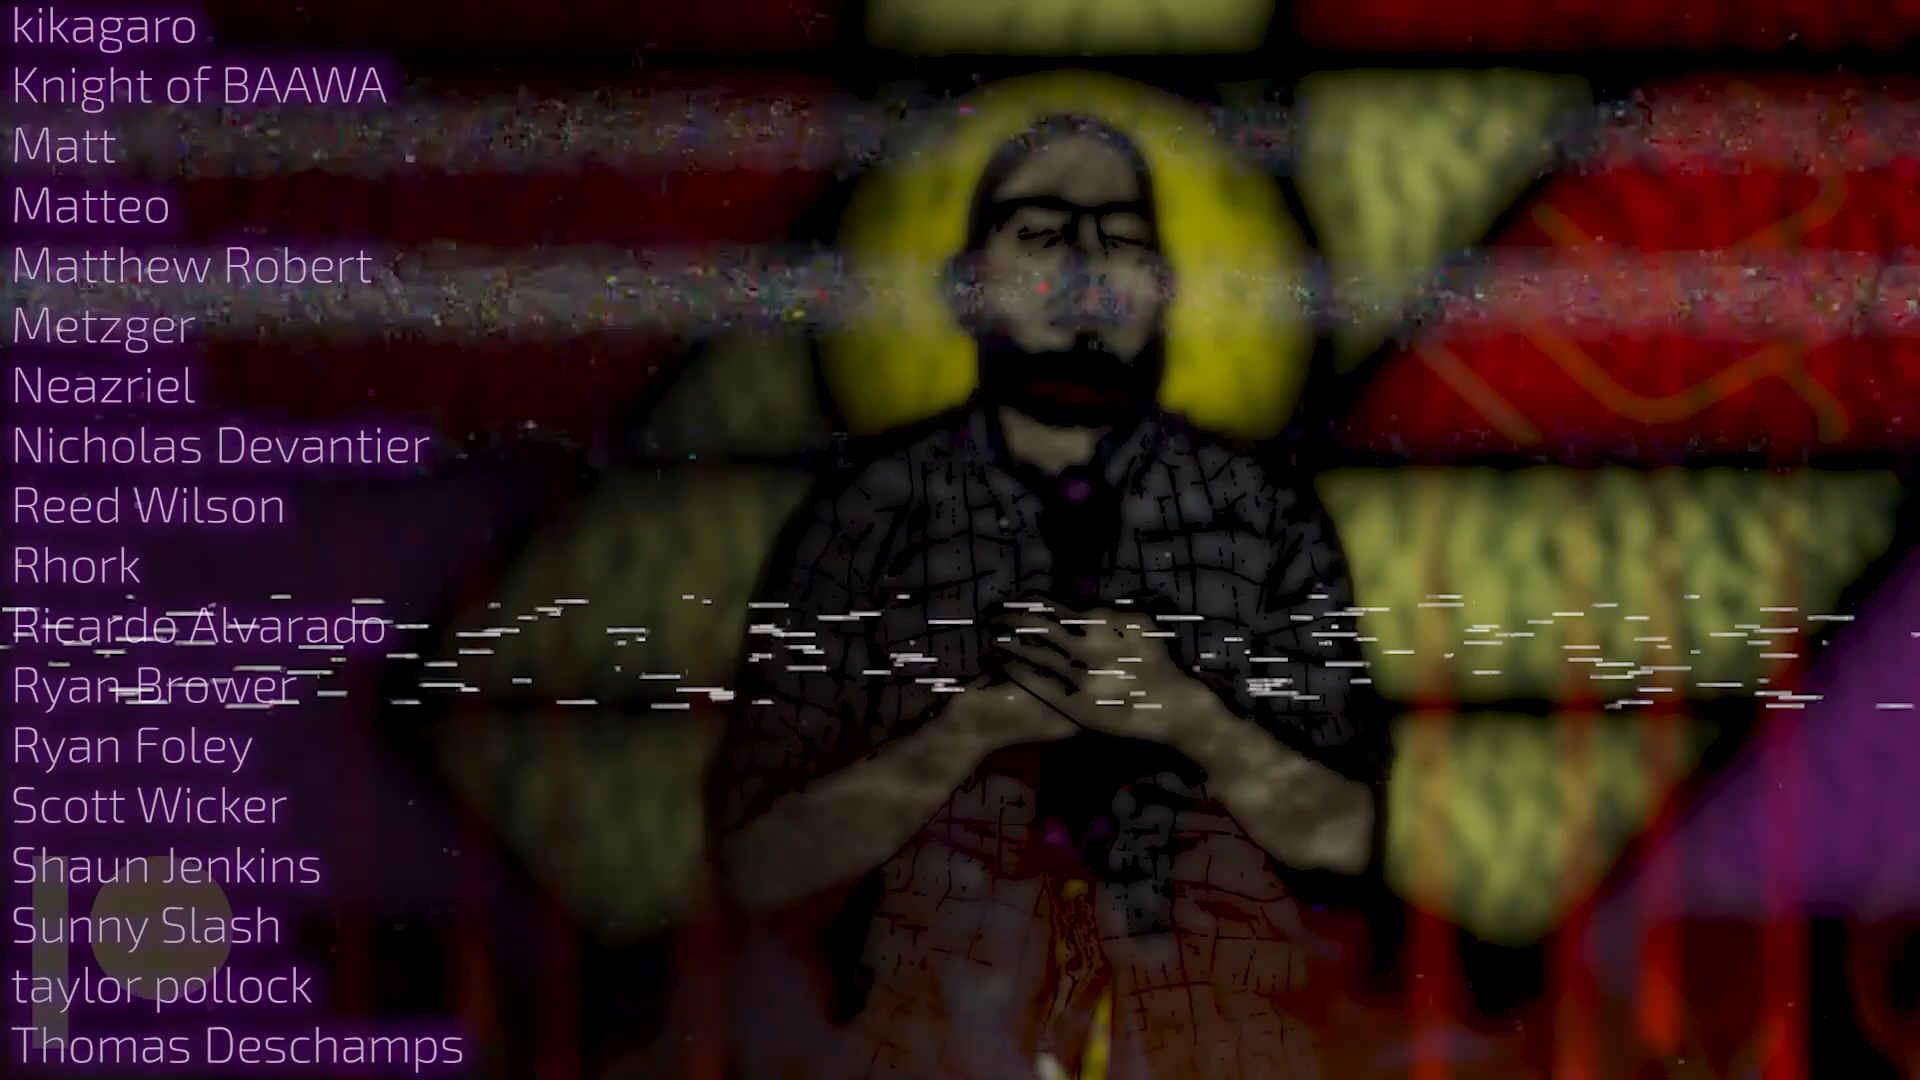 kikagaro
Knight of BAAWA
Matt
Matteo
Matthew Robert
Metzger
Neazriel
Nicholas Devantier
Reed Wilson
Rhork
Ricardo Alvarado
Ryan Brower
Ryan Foley
Scott Wicker
Shaun Jenkins
Sunny Slash
taylor pollock
Thomas Deschamps